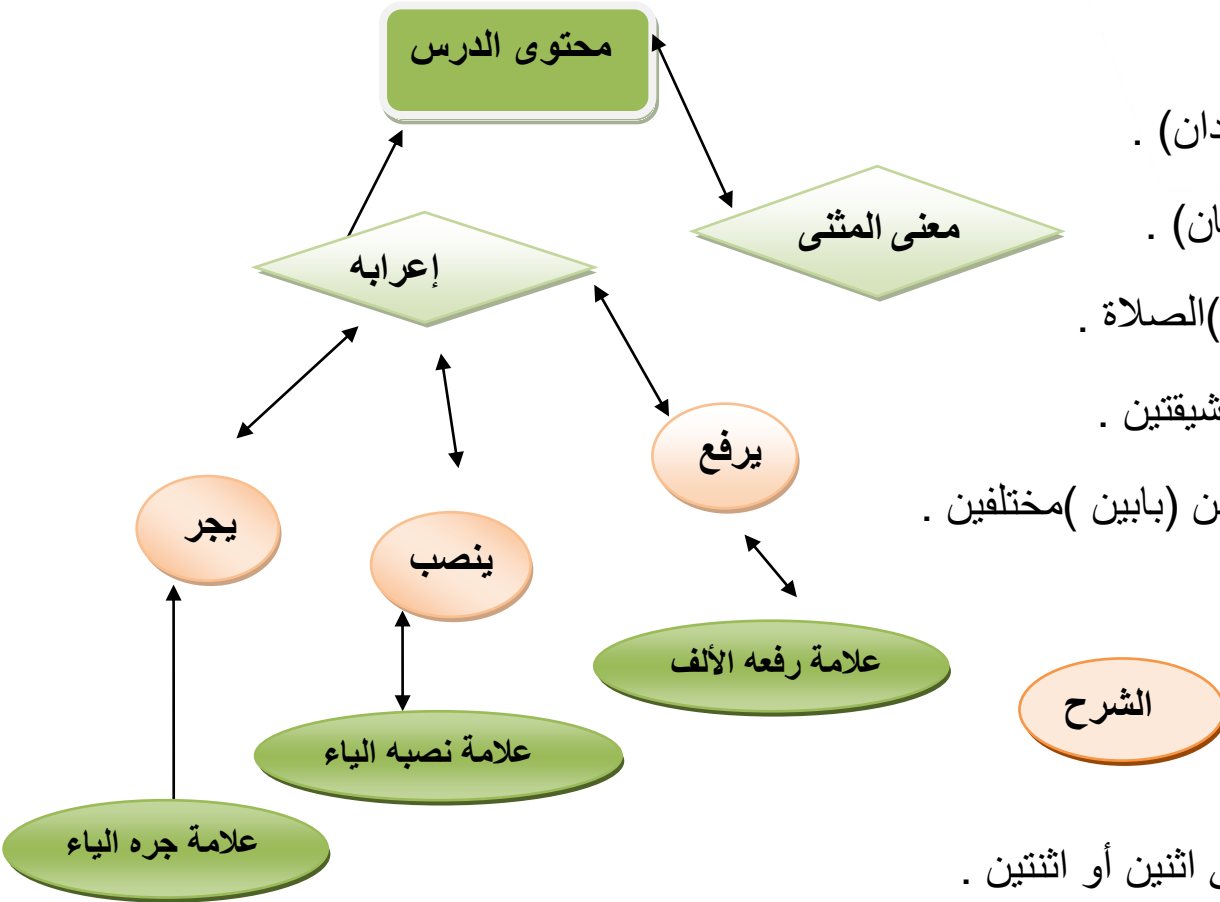 محتوى الدرس
دان) .
معنى المثنى
ان) .
إعرابه
)الصلاة .
شيقتين .
يرفع
ن (بابين )مختلفين .
يجر
ينصب
علامة رفعه الألف
الشرح
علامة نصبه الياء
علامة جره الياء
اثنين أو اثنتين .